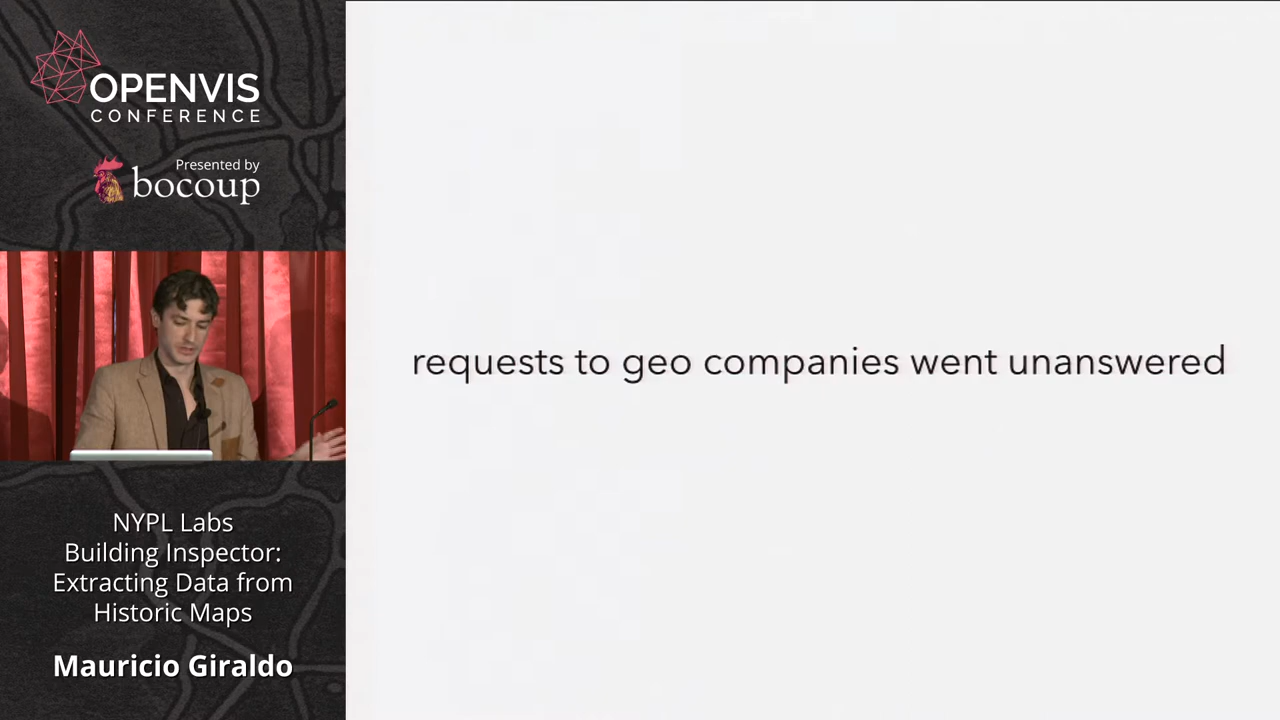 OPENVIS
CONFERENCE
Presented by
bocoup
requests to geo companies went unanswered
NYPL Labs
Building Inspector:
Extracting Data from
Historic Maps
Mauricio Giraldo